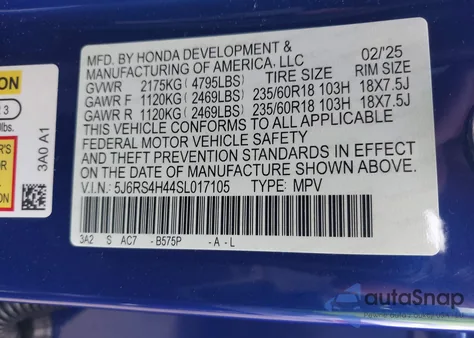 MFD. BY HONDA DEVELOPMENT &
MANUFACTURING OF AMERICA, LLC 02/'25
GVWR 2175KG (4795LBS) TIRE SIZE RIM SIZE
GAWR F 1120KG (2469LBS) 235/60R18 103H 18X7.5J
GAWR R 1120KG (2469LBS) 235/60R18 103H 18X7.5J
THIS VEHICLE CONFORMS TO ALL APPLICABLE
FEDERAL MOTOR VEHICLE SAFETY
AND THEFT PREVENTION STANDARDS IN EFFECT
ON THE DATE OF MANUFACTURE SHOWN ABOVE.
V.I.N: 5J6RS4H44SL017105 TYPE: MPV
3A2 S AC7 - B575P - A - L
3
lbs.
3A0 A1
autoSnap